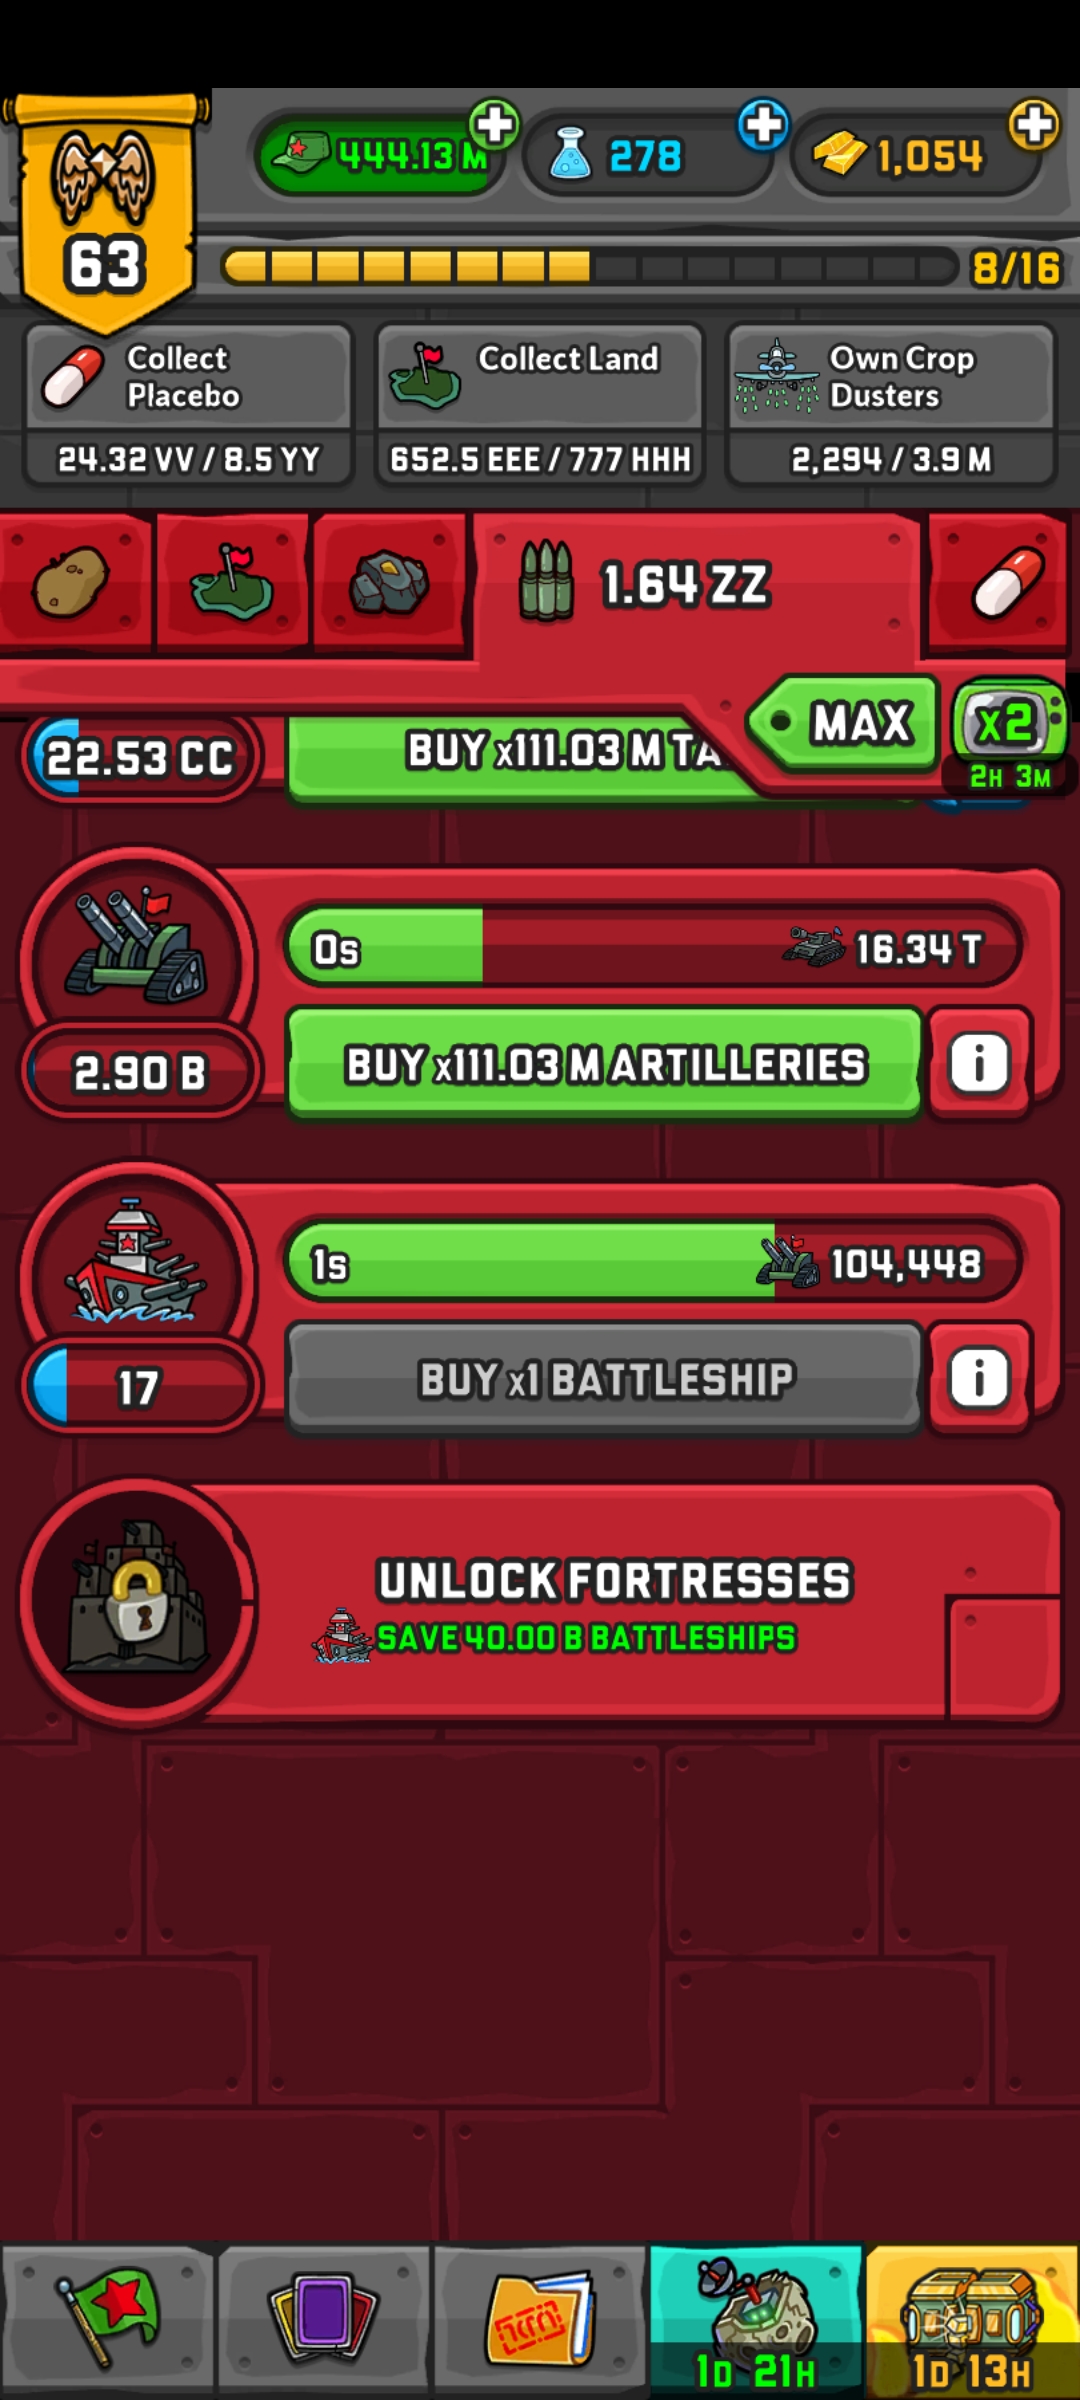 444.13 M
278
1,054
63
8/16
Collect
Placebo
24.32 VV / 8.5 YY
Collect Land
652.5 EEE / 777 HHH
Own Crop
Dusters
2,294 / 3.9 M
1.64 ZZ
MAX
x2
2H 3M
22.53 CC
BUY x111.03 M TA
0s
16.34 T
2.90 B
BUY x111.03 M ARTILLERIES
i
1s
104,448
17
BUY x1 BATTLESHIP
i
UNLOCK FORTRESSES
SAVE 40.00 B BATTLESHIPS
1D 21H
1D 13H